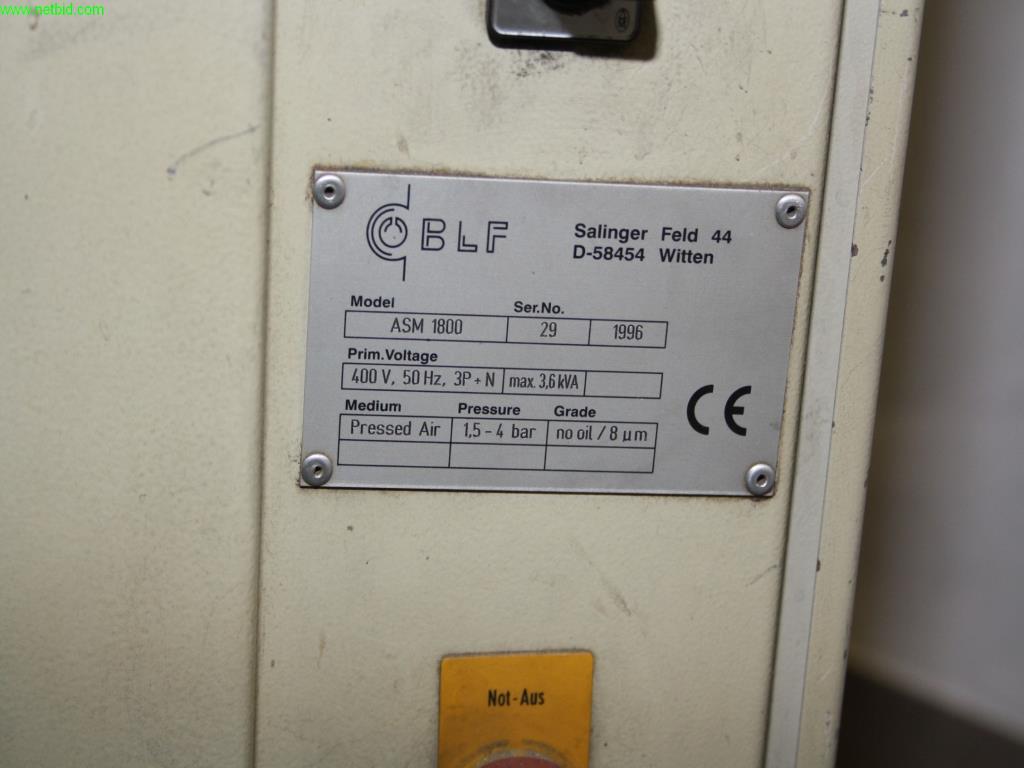 www.netbid.com
BLF
Salinger Feld 44
D-58454 Witten
Model Ser.No.
ASM 1800 29 1996
Prim.Voltage
400 V, 50 Hz, 3P + N max. 3,6 kVA
Medium Pressure Grade
Pressed Air 1,5 - 4 bar no oil / 8 µm
CE
Not-Aus